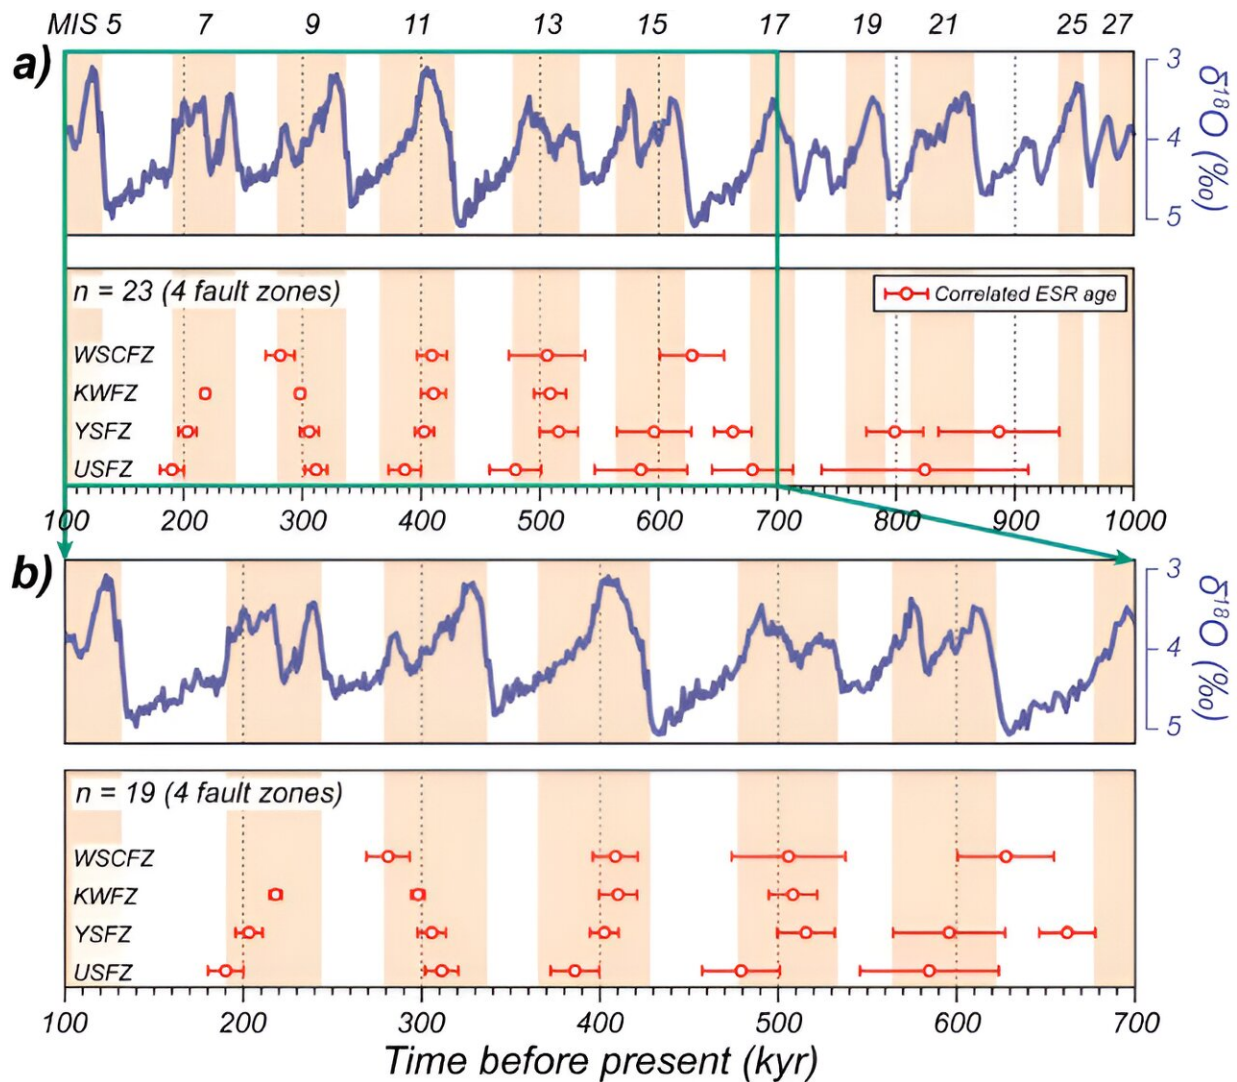 MIS 5 7 9 11 13 15 17 19 21 25 27
a)
3
4
5
δ18O (‰)
n = 23 (4 fault zones)
Correlated ESR age
WSCFZ
KWFZ
YSFZ
USFZ
100 200 300 400 500 600 700 800 900 1000
b)
3
4
5
δ18O (‰)
n = 19 (4 fault zones)
WSCFZ
KWFZ
YSFZ
USFZ
100 200 300 400 500 600 700
Time before present (kyr)